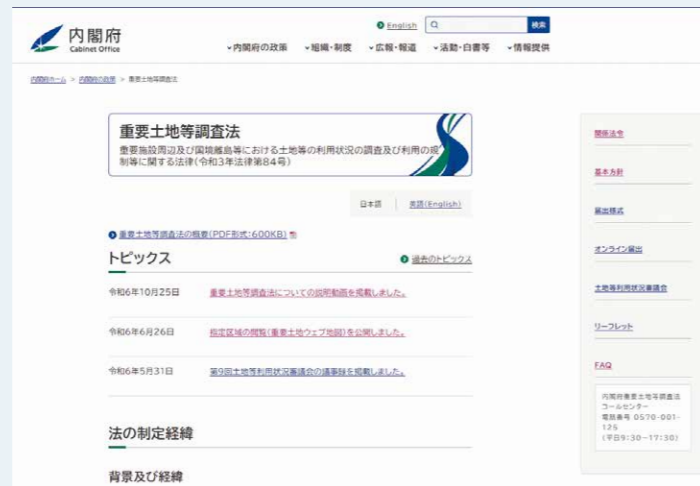 内閣府
Cabinet Office
English
検索
内閣府の政策
組織・制度
広報・報道
活動・白書等
情報提供
内閣府ホーム > 内閣府の政策 > 重要土地等調査法
重要土地等調査法
重要施設周辺及び国境離島等における土地等の利用状況の調査及び利用の規
制等に関する法律(令和3年法律第84号)
日本語
英語(English)
重要土地等調査法の概要(PDF形式:600KB)
トピックス
過去のトピックス
令和6年10月25日 重要土地等調査法についての説明動画を掲載しました。
令和6年6月26日 指定区域の閲覧(重要土地ウェブ地図)を公開しました。
令和6年5月31日 第9回土地等利用状況審議会の議事録を掲載しました。
法の制定経緯
背景及び経緯
関係法令
基本方針
届出様式
オンライン届出
土地等利用状況審議会
リーフレット
FAQ
内閣府重要土地等調査法
コールセンター
電話番号 0570-001-
125
(平日9:30-17:30)